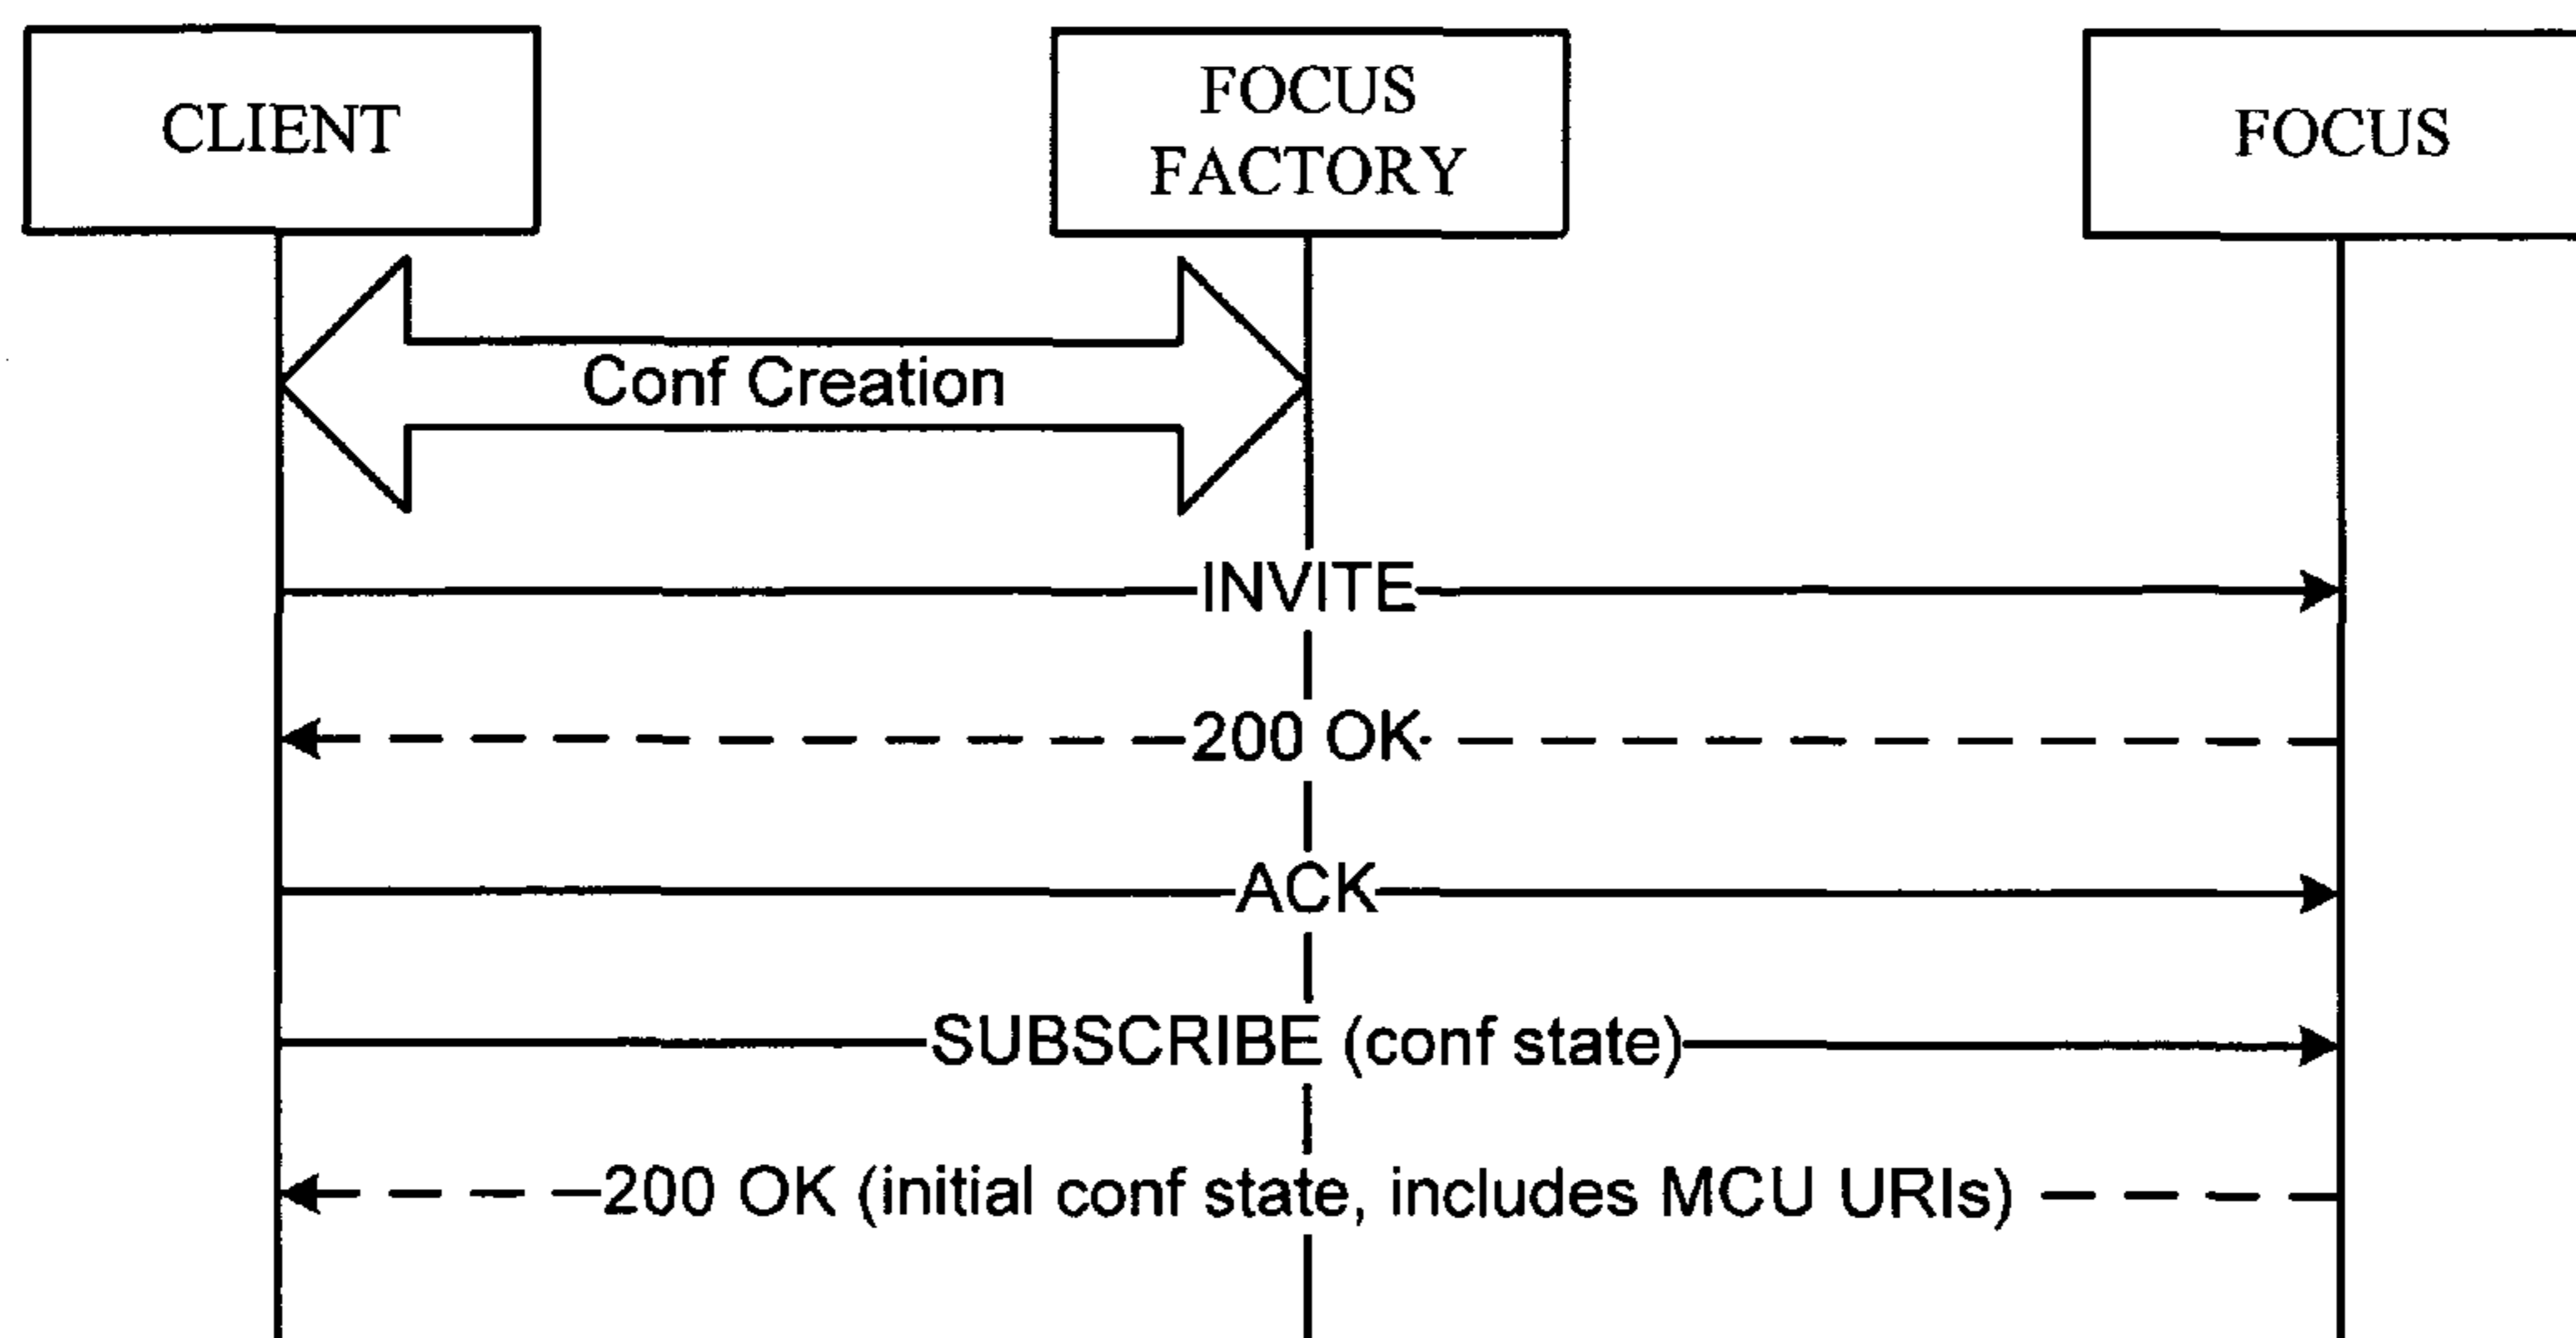 CLIENT
FOCUS
FACTORY
FOCUS
Conf Creation
INVITE
200 OK
ACK
SUBSCRIBE (conf state)
200 OK (initial conf state, includes MCU URIs)